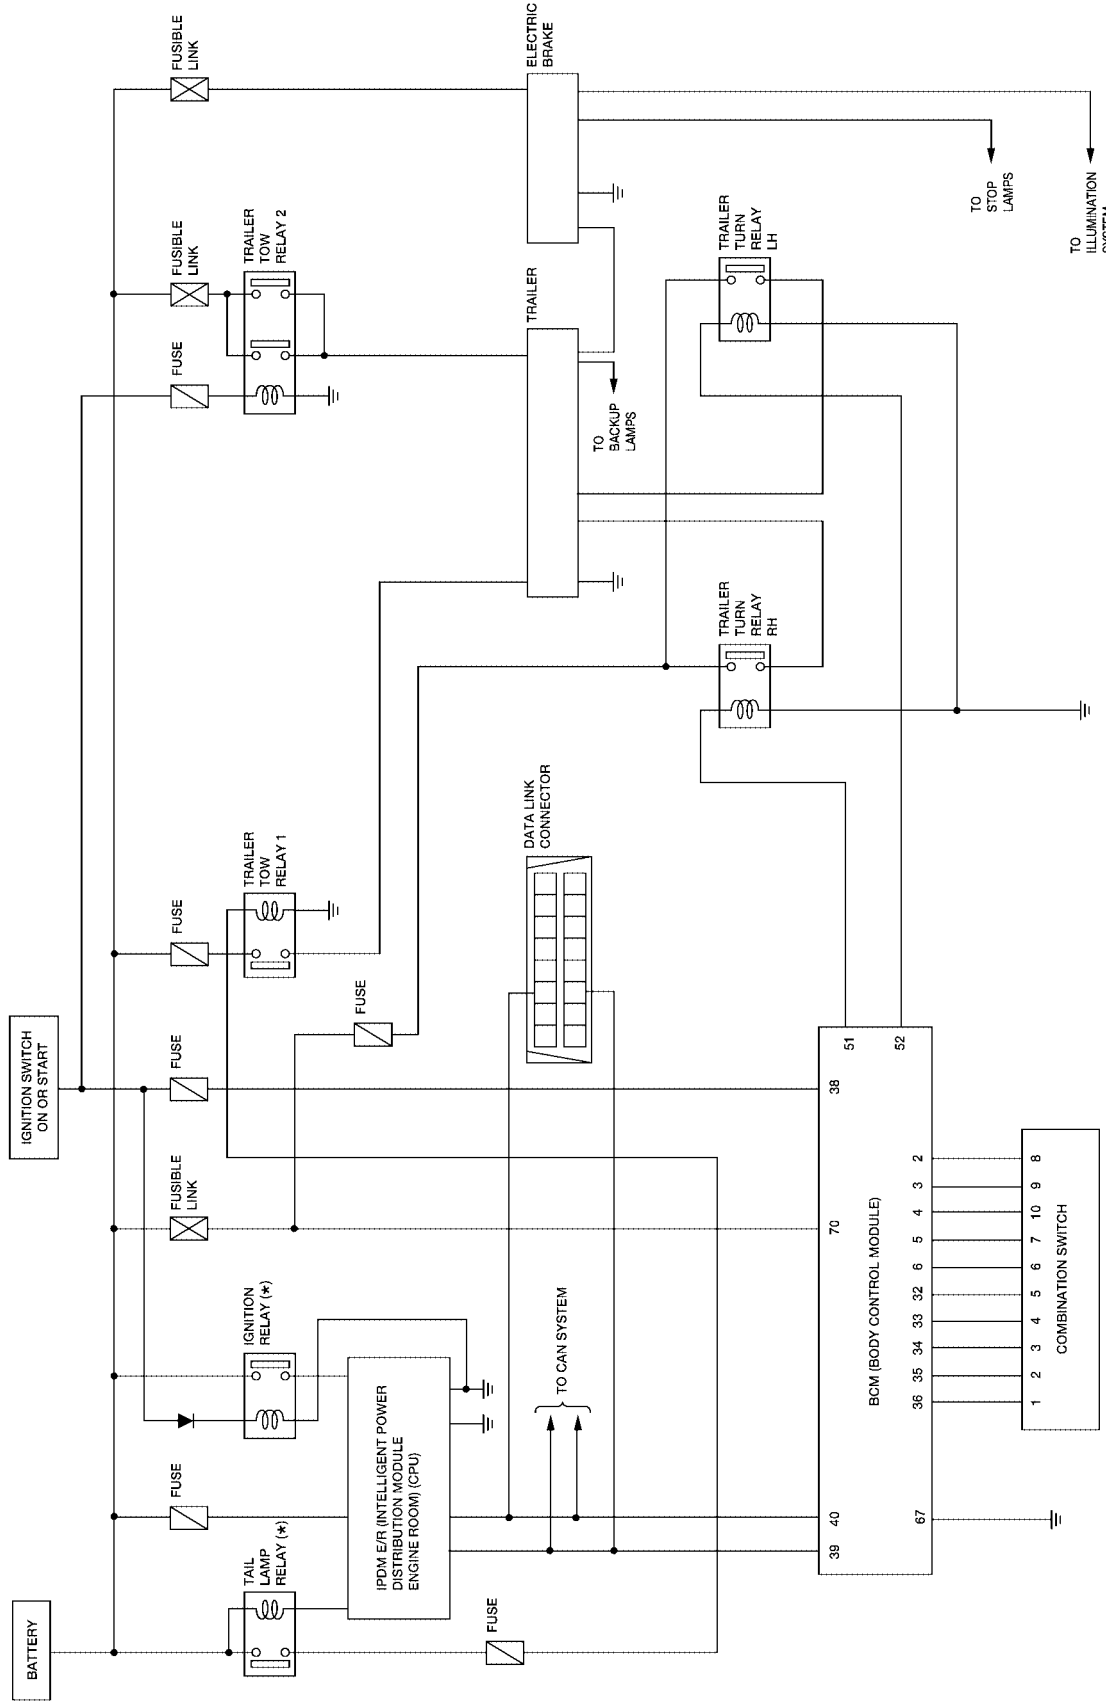 BATTERY
IGNITION SWITCH
ON OR START
TAIL
LAMP
RELAY (*)
FUSE
IGNITION
RELAY (*)
FUSIBLE
LINK
FUSE
FUSE
TRAILER
TOW
RELAY 1
FUSE
FUSIBLE
LINK
TRAILER
TOW
RELAY 2
FUSIBLE
LINK
FUSE
IPDM E/R (INTELLIGENT POWER
DISTRIBUTION MODULE
ENGINE ROOM) (CPU)
FUSE
TO CAN SYSTEM
DATA LINK
CONNECTOR
TRAILER
ELECTRIC
BRAKE
TO
BACKUP
LAMPS
TRAILER
TURN
RELAY
RH
TRAILER
TURN
RELAY
LH
TO
STOP
LAMPS
TO
ILLUMINATION
SYSTEM
39
40
70
38
51
52
BCM (BODY CONTROL MODULE)
67
36
35
34
33
32
6
5
4
3
2
1
2
3
4
5
6
7
10
9
8
COMBINATION SWITCH